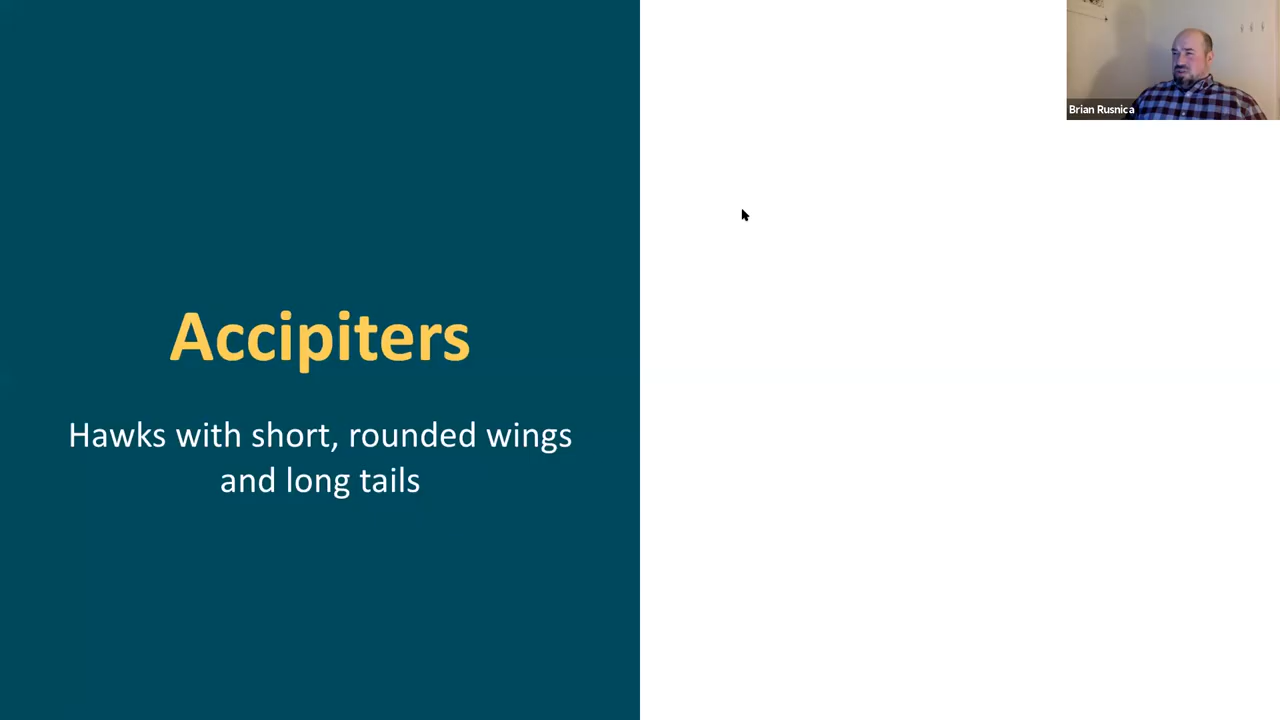 Accipiters
Hawks with short, rounded wings
and long tails
Brian Rusnica